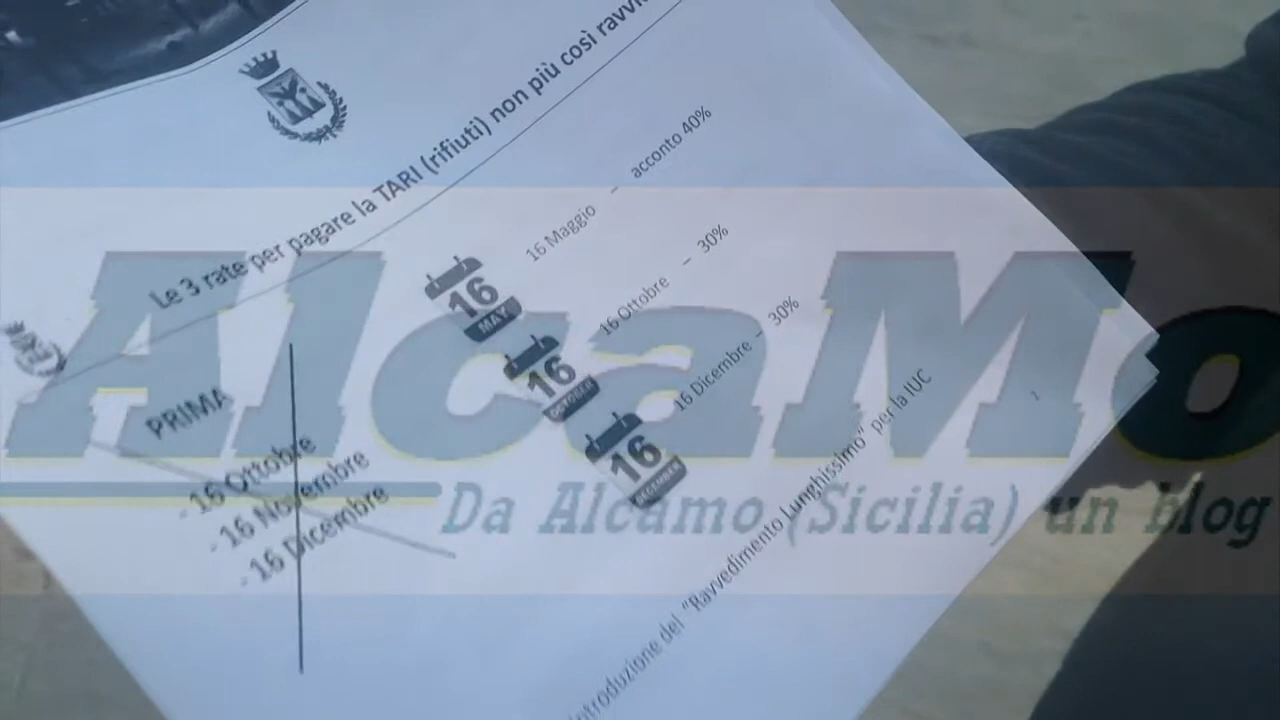 Le 3 rate per pagare la TARI (rifiuti) non più così
16 Maggio – acconto 40%
16
MAY
16 Ottobre – 30%
16
OCTOBER
16 Dicembre – 30%
16
DECEMBER
PRIMA
- 16 Ottobre
- 16 Novembre
- 16 Dicembre
Introduzione del "Ravvedimento Lunghissimo" per la IUC
AlcaMo
Da Alcamo (Sicilia) un blog